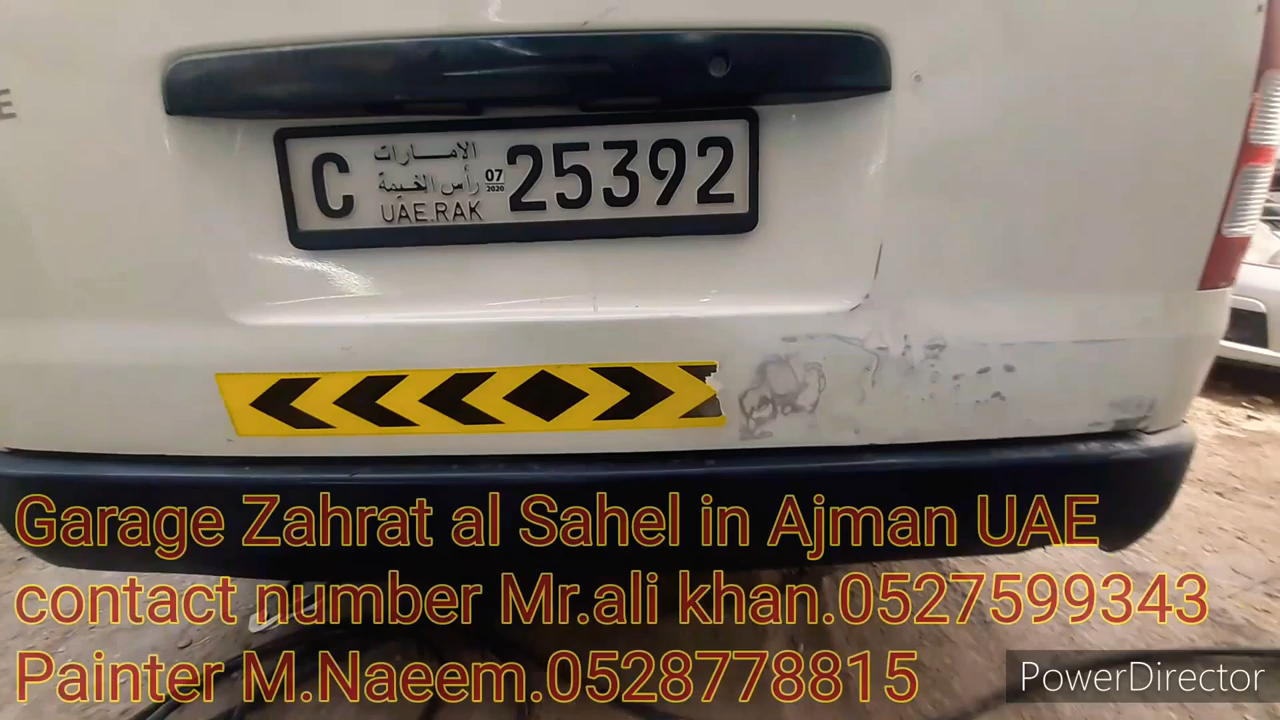 E
C
الامارات
رأس الخيمة
UAE.RAK
07
2020
25392
Garage Zahrat al Sahel in Ajman UAE
contact number Mr.ali khan.0527599343
Painter M.Naeem.0528778815
PowerDirector